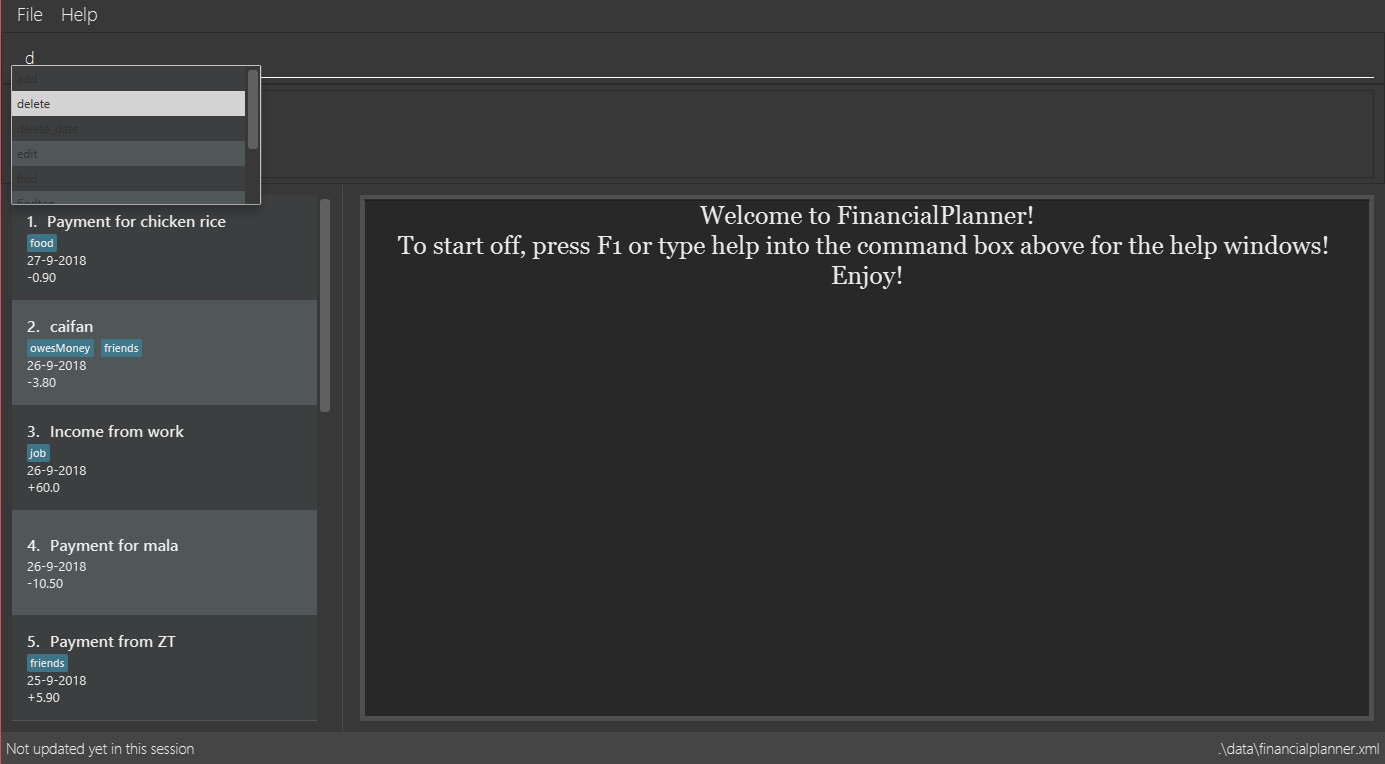 File Help
d
add
delete
delete_date
edit
find
findtag
1. Payment for chicken rice
food
27-9-2018
-0.90
2. caifan
owesMoney friends
26-9-2018
-3.80
3. Income from work
job
26-9-2018
+60.0
4. Payment for mala
26-9-2018
-10.50
5. Payment from ZT
friends
25-9-2018
+5.90
Welcome to FinancialPlanner!
To start off, press F1 or type help into the command box above for the help windows!
Enjoy!
Not updated yet in this session
.\data\financialplanner.xml